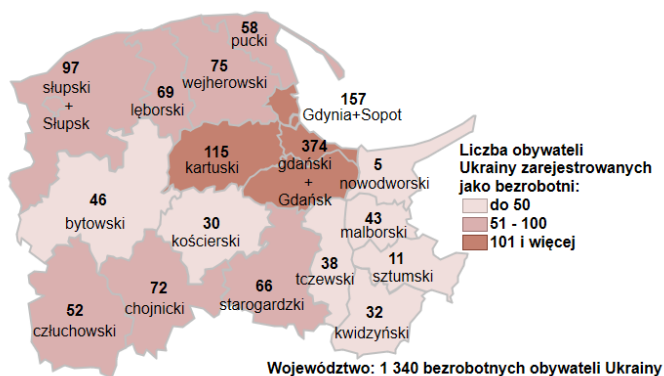 58
pucki
97
słupski
+
Słupsk
69
lęborski
75
wejherowski
157
Gdynia+Sopot
115
kartuski
374
gdański
+
Gdańsk
5
nowodworski
46
bytowski
30
kościerski
43
malborski
38
tczewski
11
sztumski
52
człuchowski
72
chojnicki
66
starogardzki
32
kwidzyński
Liczba obywateli
Ukrainy zarejestrowanych
jako bezrobotni:
do 50
51 - 100
101 i więcej
Województwo: 1 340 bezrobotnych obywateli Ukrainy